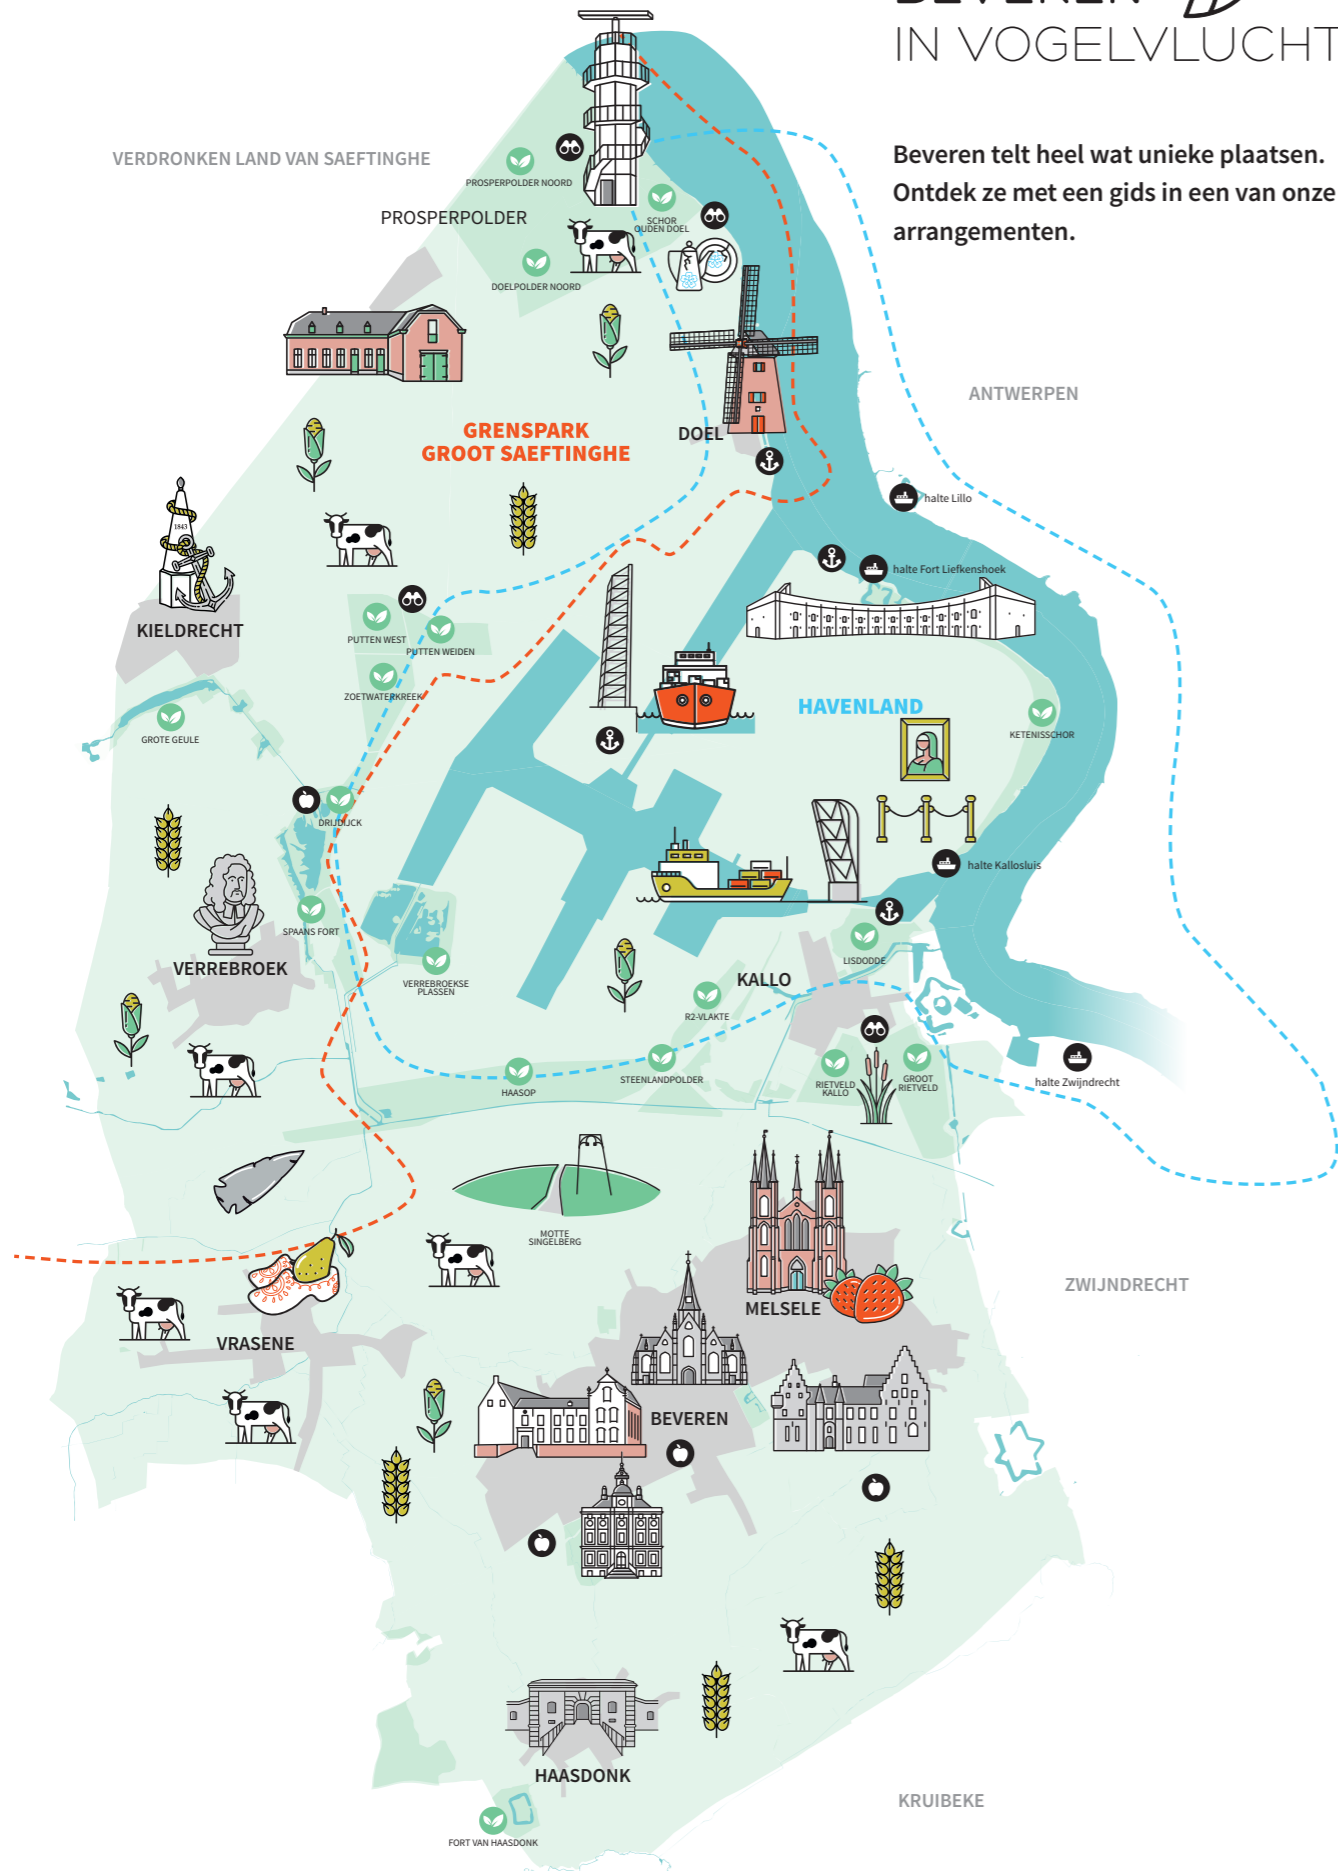 BEVEREN
IN VOGELVLUCHT
Beveren telt heel wat unieke plaatsen.
Ontdek ze met een gids in een van onze
arrangementen.
VERDRONKEN LAND VAN SAEFTINGHE
PROSPERPOLDER NOORD
PROSPERPOLDER
SCHOR
OUDEN DOEL
DOELPOLDER NOORD
ANTWERPEN
GRENSPARK
GROOT SAEFTINGHE
DOEL
halte Lillo
1843
halte Fort Liefkenshoek
KIELDRECHT
PUTTEN WEST
PUTTEN WEIDEN
ZOETWATERKREEK
HAVENLAND
GROTE GEULE
KETENISSCHOR
DRIJDIJCK
halte Kallosluis
SPAANS FORT
VERREBROEK
LISDODDE
VERREBROEKSE
PLASSEN
KALLO
R2-VLAKTE
STEENLANDPOLDER
HAASOP
RIETVELD
KALLO
GROOT
RIETVELD
halte Zwijndrecht
MOTTE
SINGELBERG
ZWIJNDRECHT
MELSELE
VRASENE
BEVEREN
HAASDONK
KRUIBEKE
FORT VAN HAASDONK